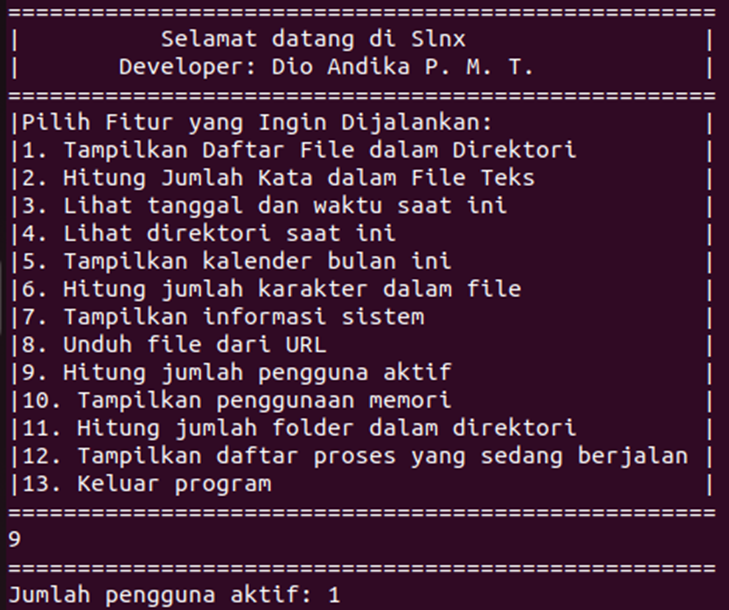 ===================================================
|          Selamat datang di Slnx                 |
|       Developer: Dio Andika P. M. T.            |
===================================================
|Pilih Fitur yang Ingin Dijalankan:               |
|1. Tampilkan Daftar File dalam Direktori         |
|2. Hitung Jumlah Kata dalam File Teks            |
|3. Lihat tanggal dan waktu saat ini              |
|4. Lihat direktori saat ini                      |
|5. Tampilkan kalender bulan ini                  |
|6. Hitung jumlah karakter dalam file             |
|7. Tampilkan informasi sistem                    |
|8. Unduh file dari URL                           |
|9. Hitung jumlah pengguna aktif                  |
|10. Tampilkan penggunaan memori                  |
|11. Hitung jumlah folder dalam direktori         |
|12. Tampilkan daftar proses yang sedang berjalan |
|13. Keluar program                               |
===================================================
9
===================================================
Jumlah pengguna aktif: 1